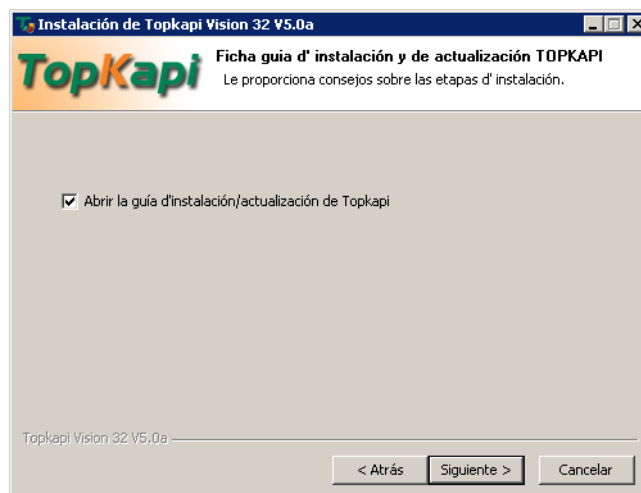 Instalación de Topkapi Vision 32 V5.0a
TopKapi
Ficha guia d' instalación y de actualización TOPKAPI
Le proporciona consejos sobre las etapas d' instalación.
Abrir la guía d'instalación/actualización de Topkapi
Topkapi Vision 32 V5.0a
< Atrás
Siguiente >
Cancelar